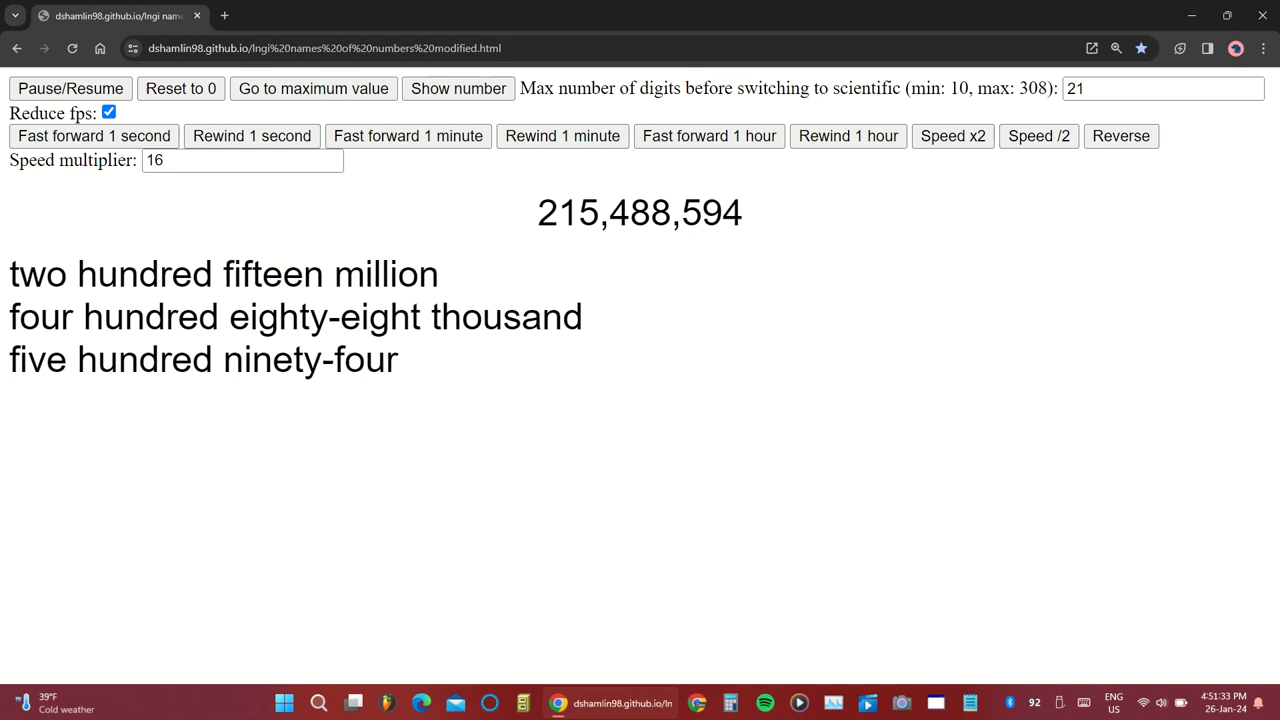 dshamlin98.github.io/lngi name
dshamlin98.github.io/lngi%20names%20of%20numbers%20modified.html
Pause/Resume Reset to 0 Go to maximum value Show number Max number of digits before switching to scientific (min: 10, max: 308): 21
Reduce fps:
Fast forward 1 second Rewind 1 second Fast forward 1 minute Rewind 1 minute Fast forward 1 hour Rewind 1 hour Speed x2 Speed /2 Reverse
Speed multiplier: 16
215,488,594
two hundred fifteen million
four hundred eighty-eight thousand
five hundred ninety-four
39°F
Cold weather
dshamlin98.github.io/ln
92
ENG
US
4:51:33 PM
26-Jan-24